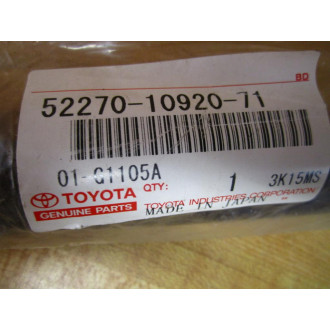 BD
52270-10920-71
01-C1105A
TOYOTA
GENUINE PARTS
QTY: 1 3K15MS
TOYOTA INDUSTRIES CORPORATION
MADE IN JAPAN